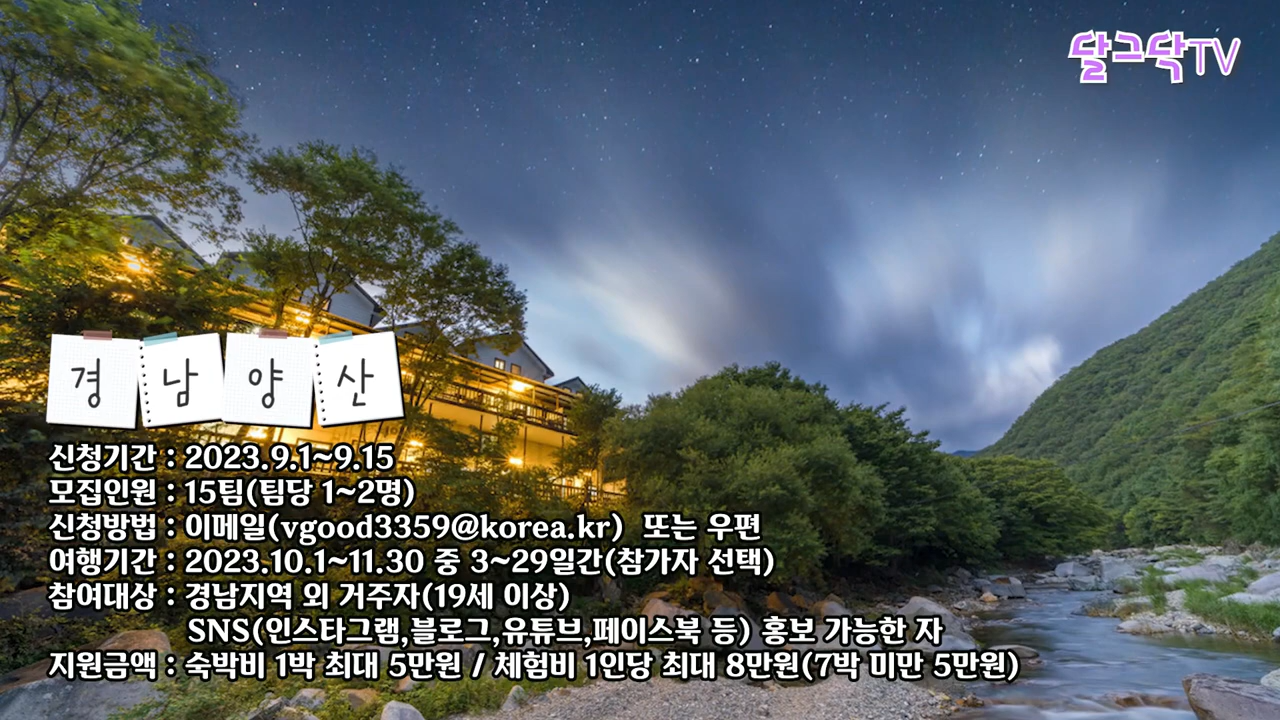 달그닥TV
경남양산
신청기간 : 2023.9.1~9.15
모집인원 : 15팀(팀당 1~2명)
신청방법 : 이메일(vgood3359@korea.kr) 또는 우편
여행기간 : 2023.10.1~11.30 중 3~29일간(참가자 선택)
참여대상 : 경남지역 외 거주자(19세 이상)
SNS(인스타그램,블로그,유튜브,페이스북 등) 홍보 가능한 자
지원금액 : 숙박비 1박 최대 5만원 / 체험비 1인당 최대 8만원(7박 미만 5만원)